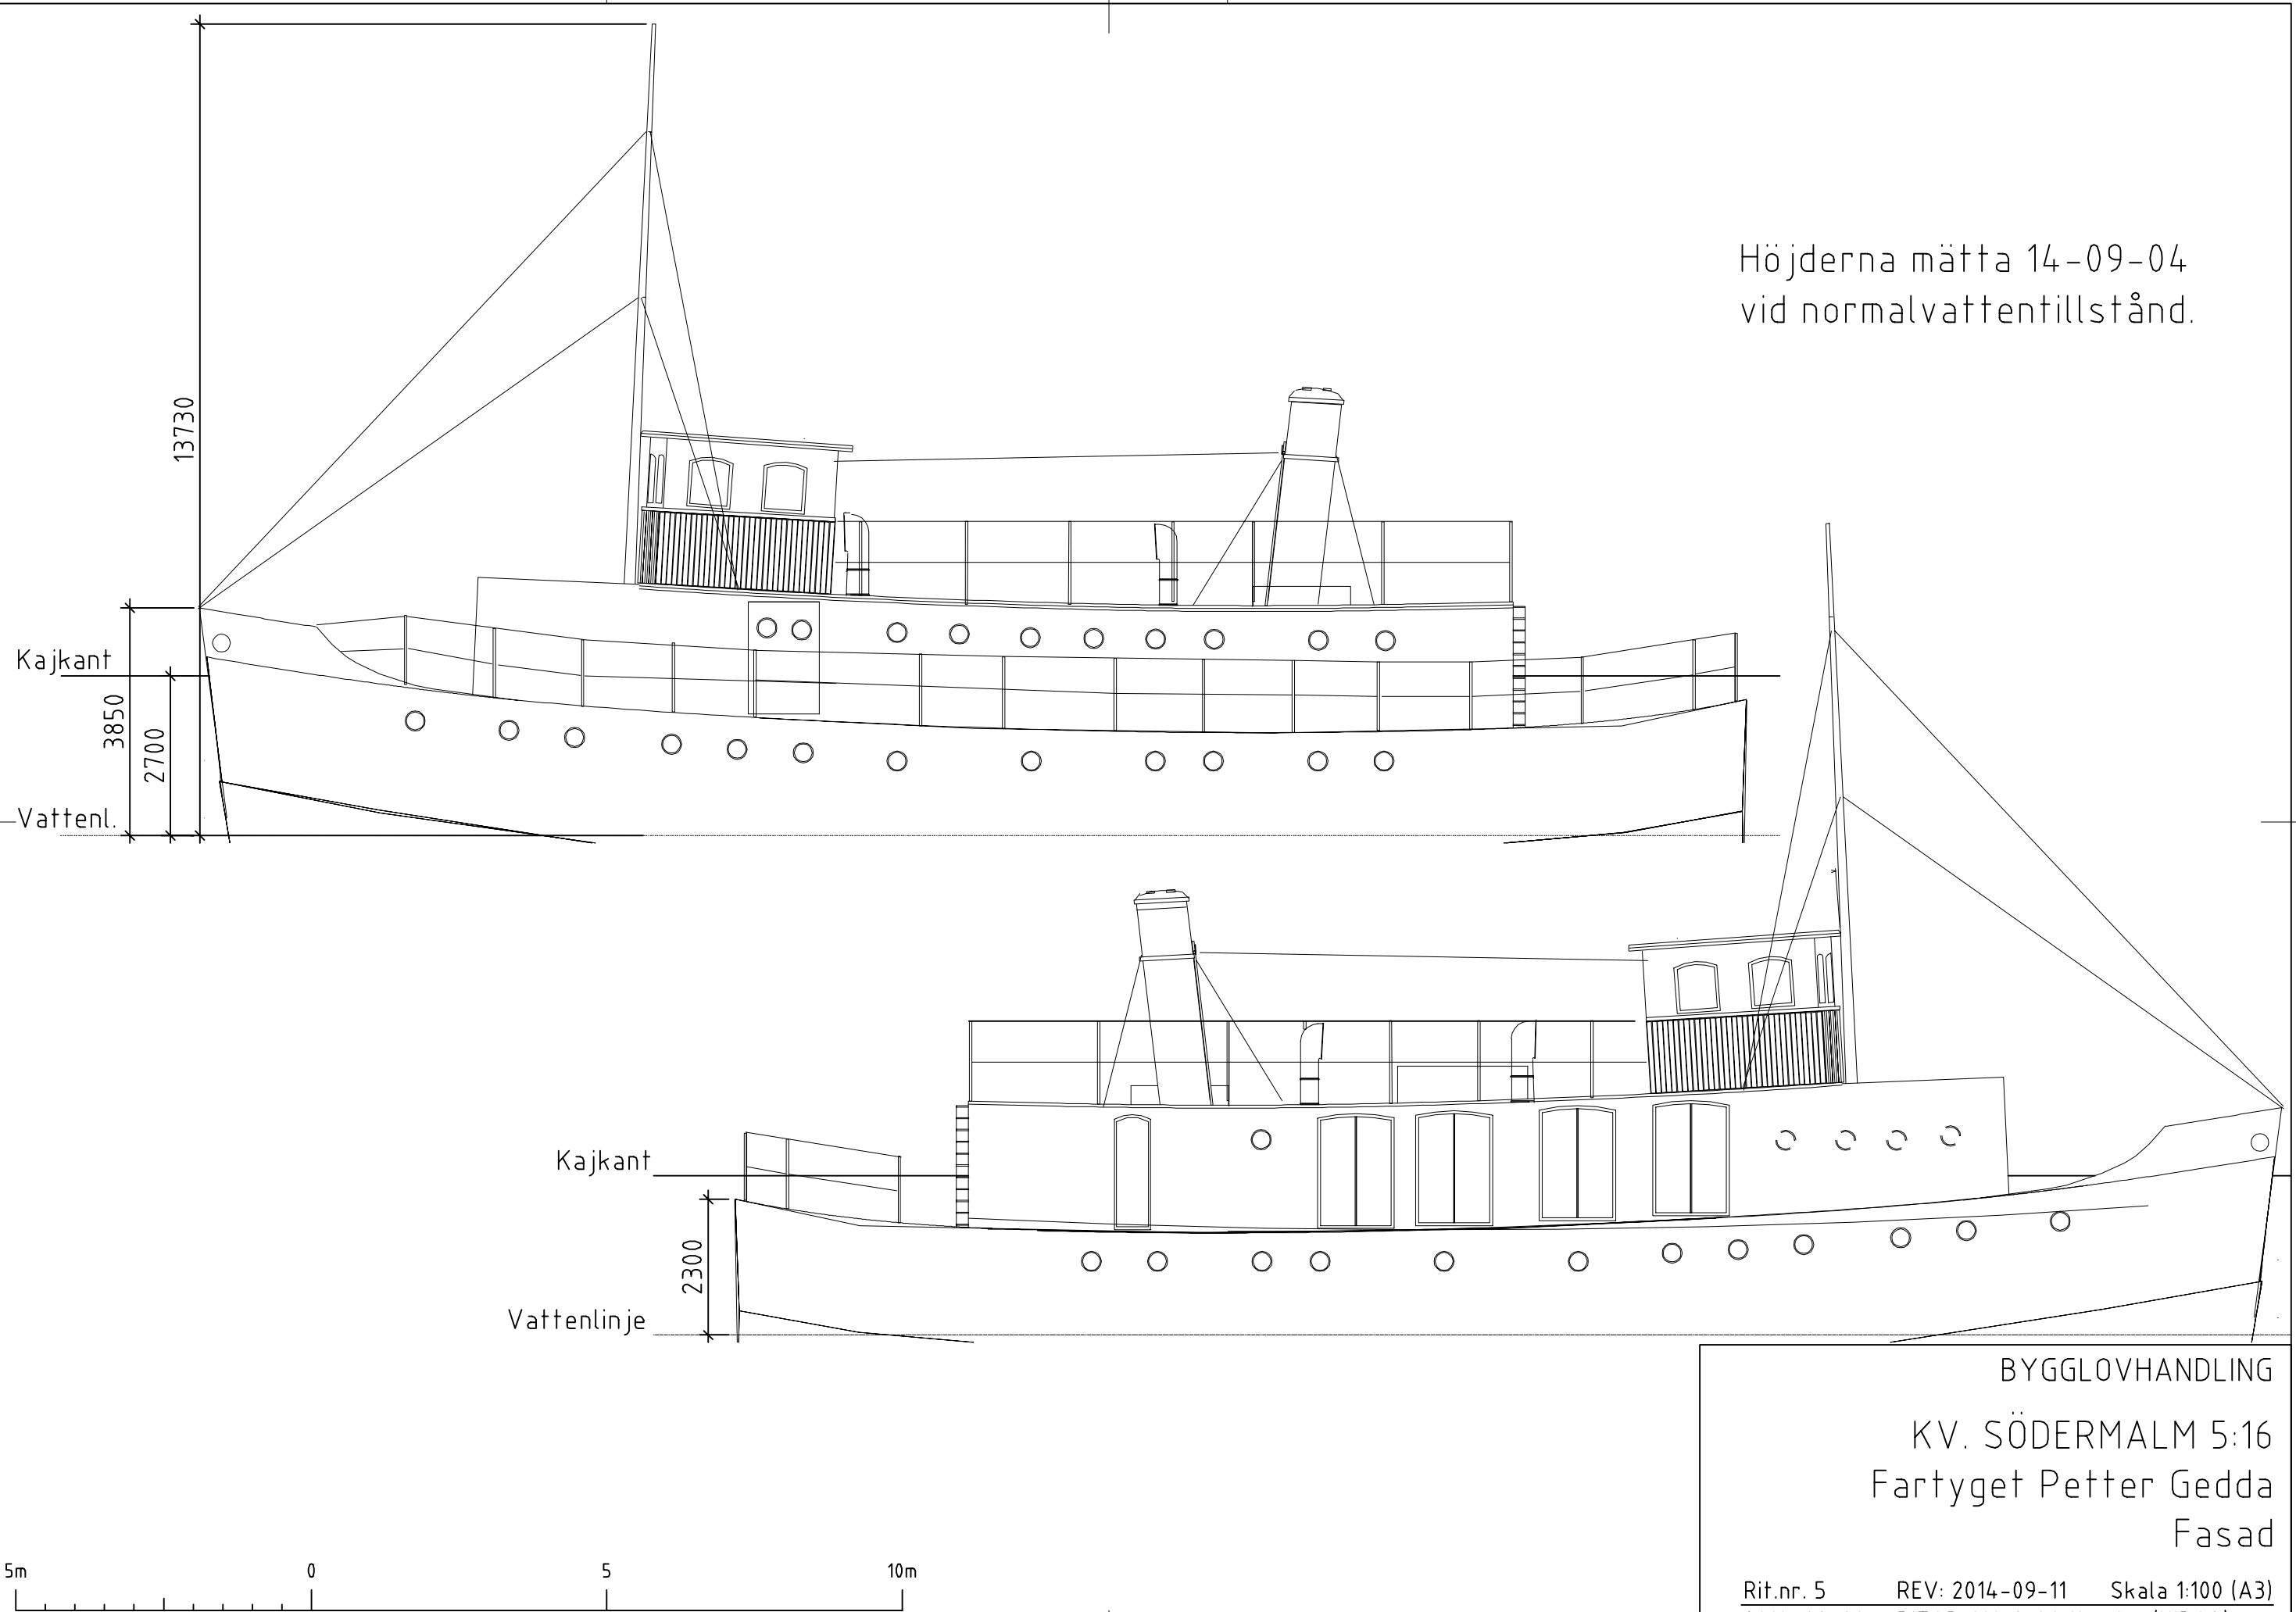 Höjderna mätta 14-09-04
vid normalvattentillstånd.
13730
Kajkant
3850
2700
Vattenl.
Kajkant
2300
Vattenlinje
BYGGLOVHANDLING
KV. SÖDERMALM 5:16
Fartyget Petter Gedda
Fasad
5m 0 5 10m
Rit.nr. 5 REV: 2014-09-11 Skala 1:100 (A3)